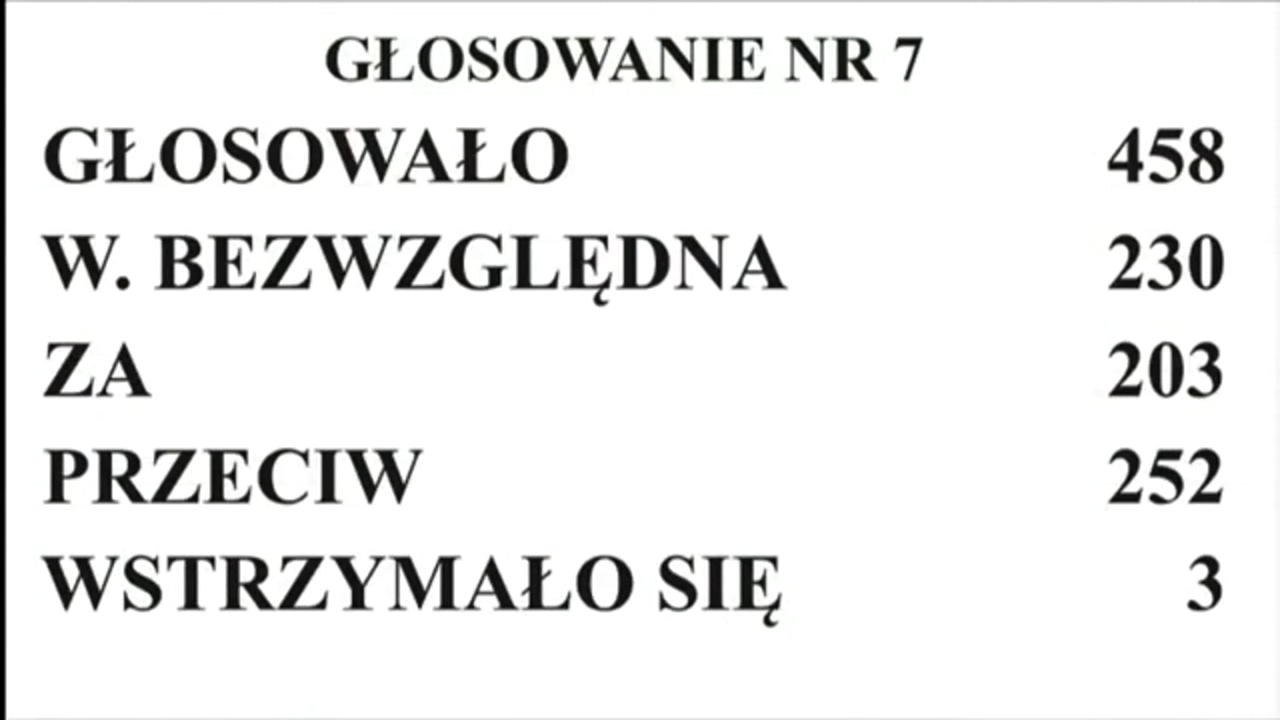 GŁOSOWANIE NR 7
GŁOSOWAŁO 458
W. BEZWZGLĘDNA 230
ZA 203
PRZECIW 252
WSTRZYMAŁO SIĘ 3